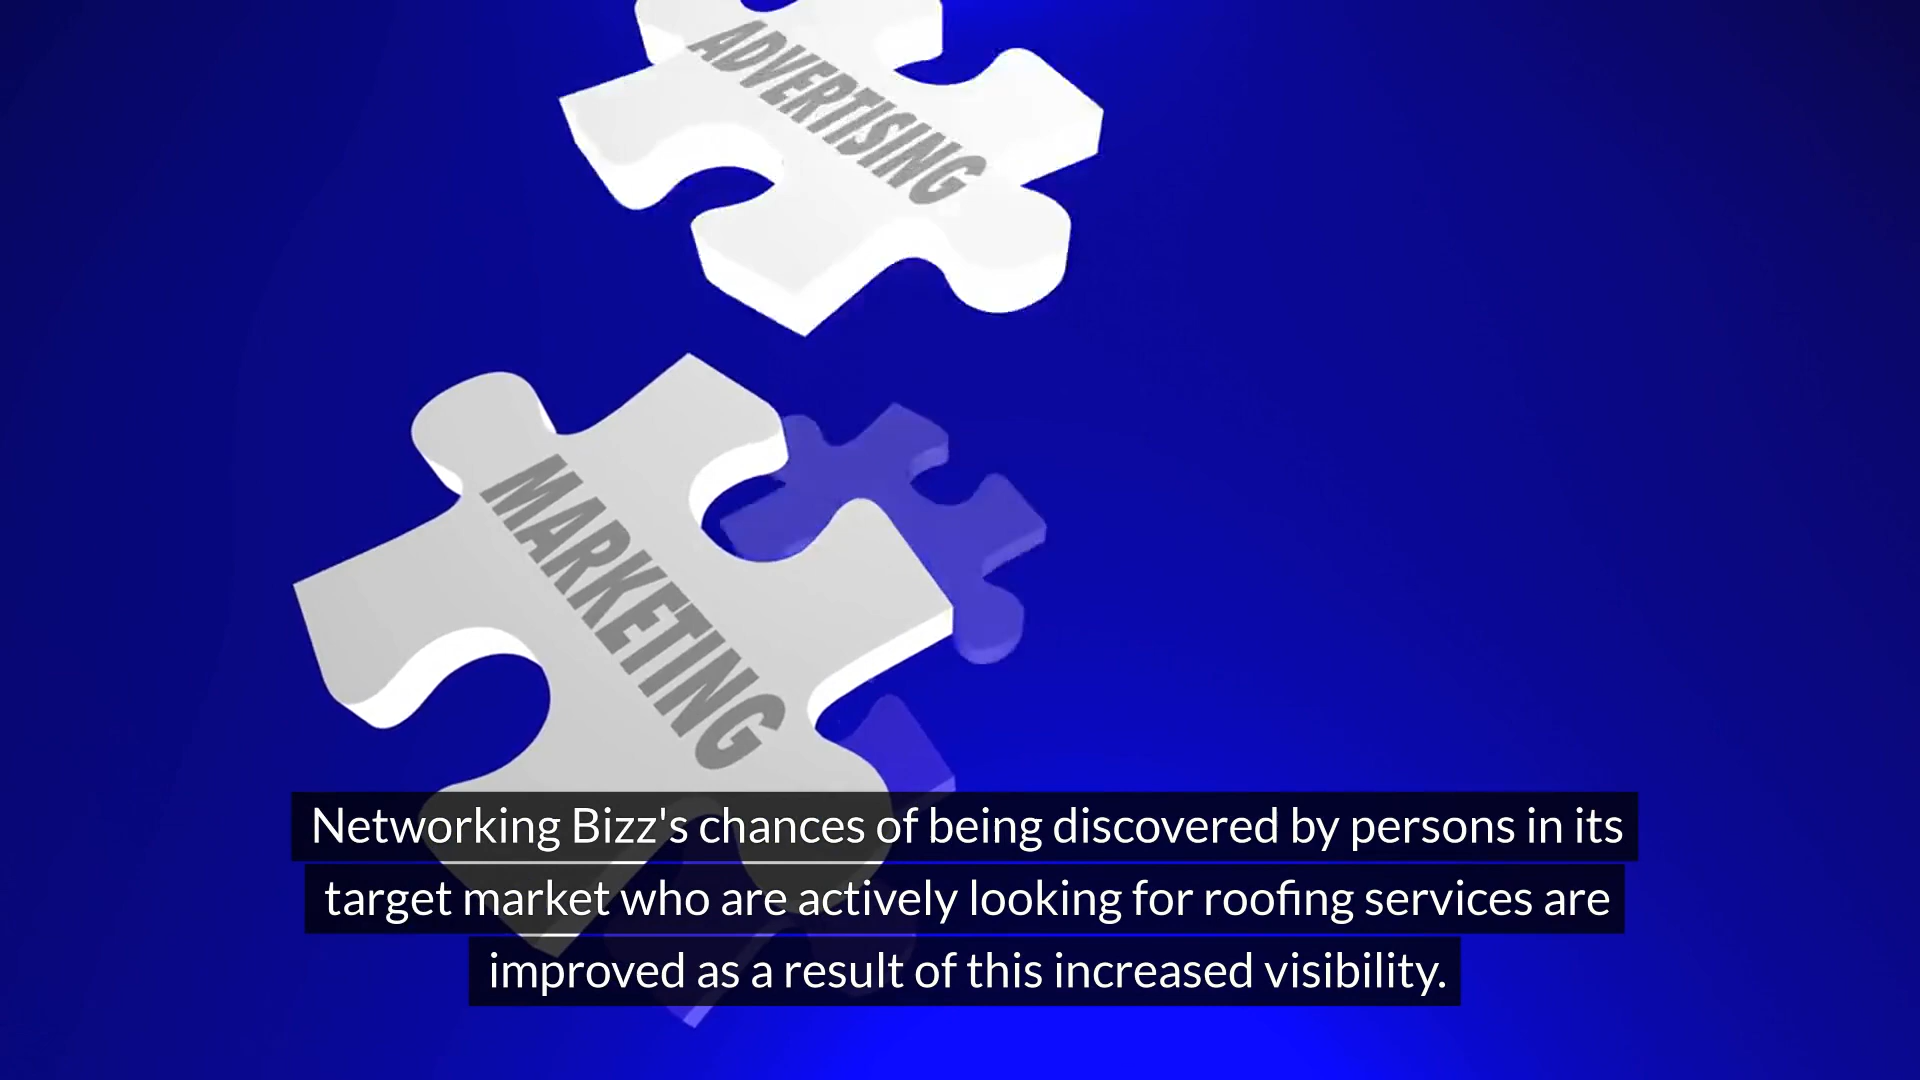 ADVERTISING
MARKETING
Networking Bizz's chances of being discovered by persons in its
target market who are actively looking for roofing services are
improved as a result of this increased visibility.